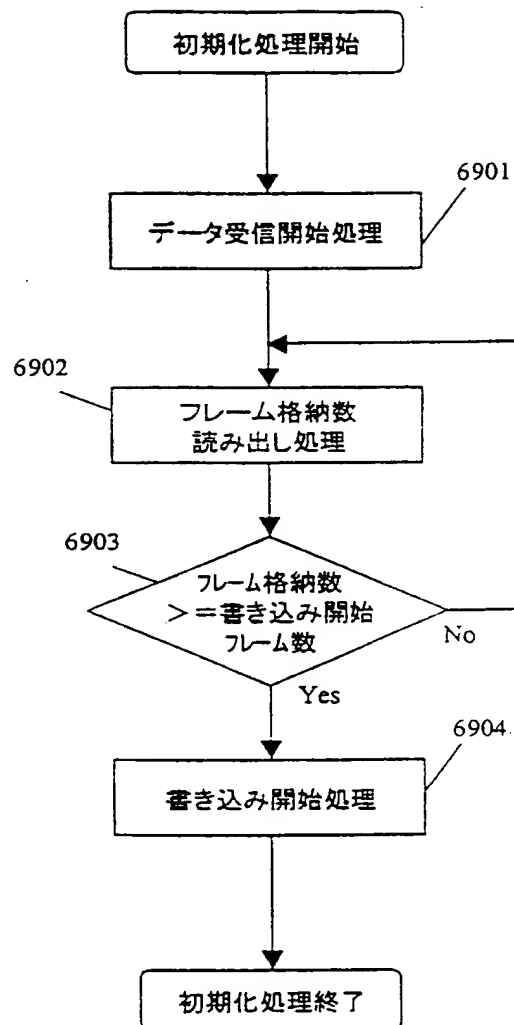 初期化処理開始
6901
データ受信開始処理
6902
フレーム格納数
読み出し処理
6903
フレーム格納数
>=書き込み開始
フレーム数
No
Yes
6904
書き込み開始処理
初期化処理終了